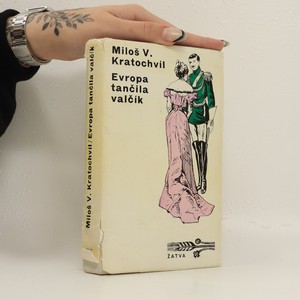 Miloš V.
Kratochvil
Evropa
tančila
valčík
ŽATVA
Miloš V. Kratochvil/Evropa tančila valčík